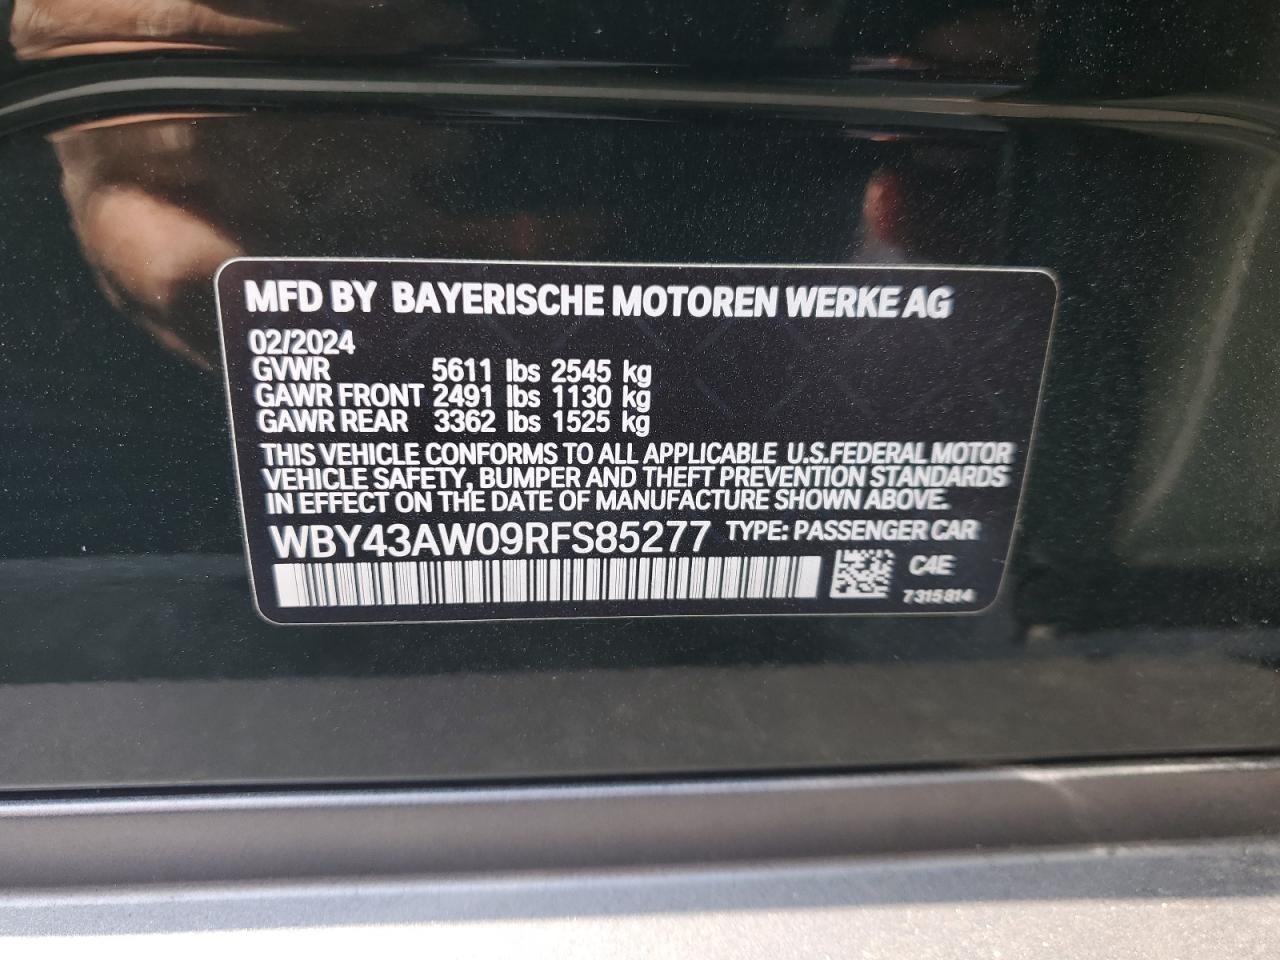 MFD BY BAYERISCHE MOTOREN WERKE AG
02/2024
GVWR 5611 lbs 2545 kg
GAWR FRONT 2491 lbs 1130 kg
GAWR REAR 3362 lbs 1525 kg
THIS VEHICLE CONFORMS TO ALL APPLICABLE U.S.FEDERAL MOTOR
VEHICLE SAFETY, BUMPER AND THEFT PREVENTION STANDARDS
IN EFFECT ON THE DATE OF MANUFACTURE SHOWN ABOVE.
WBY43AW09RFS85277 TYPE: PASSENGER CAR
C4E
7315814